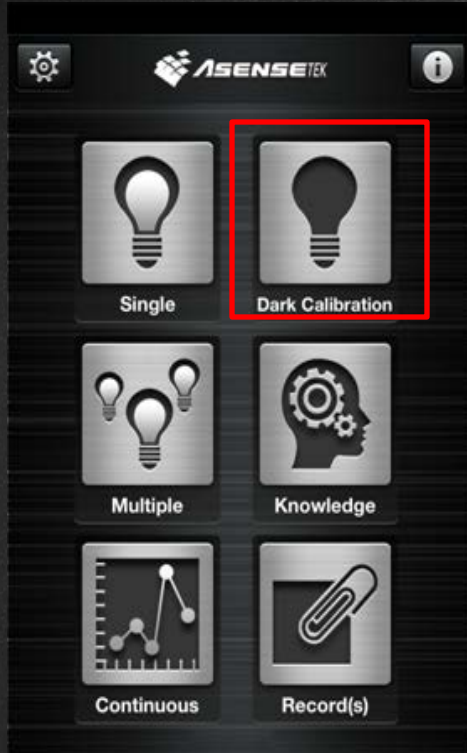 ASENSETEK
Single
Dark Calibration
Multiple
Knowledge
Continuous
Record(s)